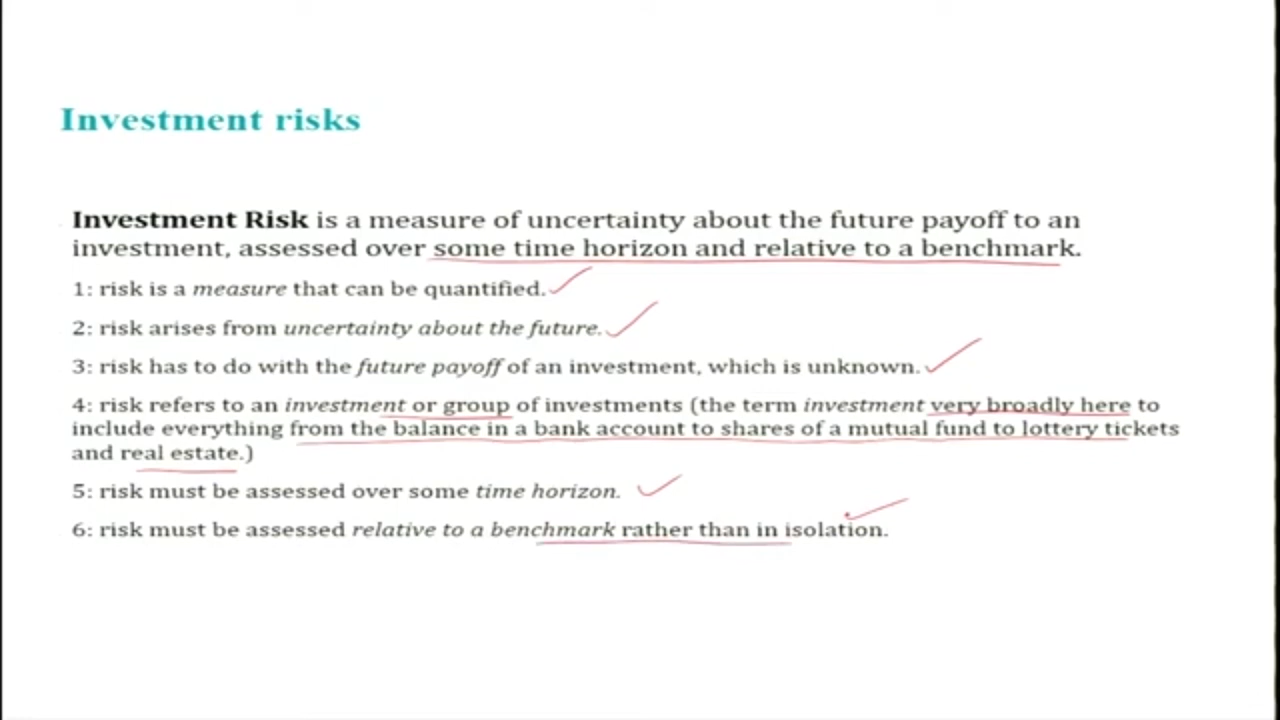 Investment risks
Investment Risk is a measure of uncertainty about the future payoff to an
investment, assessed over some time horizon and relative to a benchmark.
1: risk is a measure that can be quantified.
2: risk arises from uncertainty about the future.
3: risk has to do with the future payoff of an investment, which is unknown.
4: risk refers to an investment or group of investments (the term investment very broadly here to
include everything from the balance in a bank account to shares of a mutual fund to lottery tickets
and real estate.)
5: risk must be assessed over some time horizon.
6: risk must be assessed relative to a benchmark rather than in isolation.